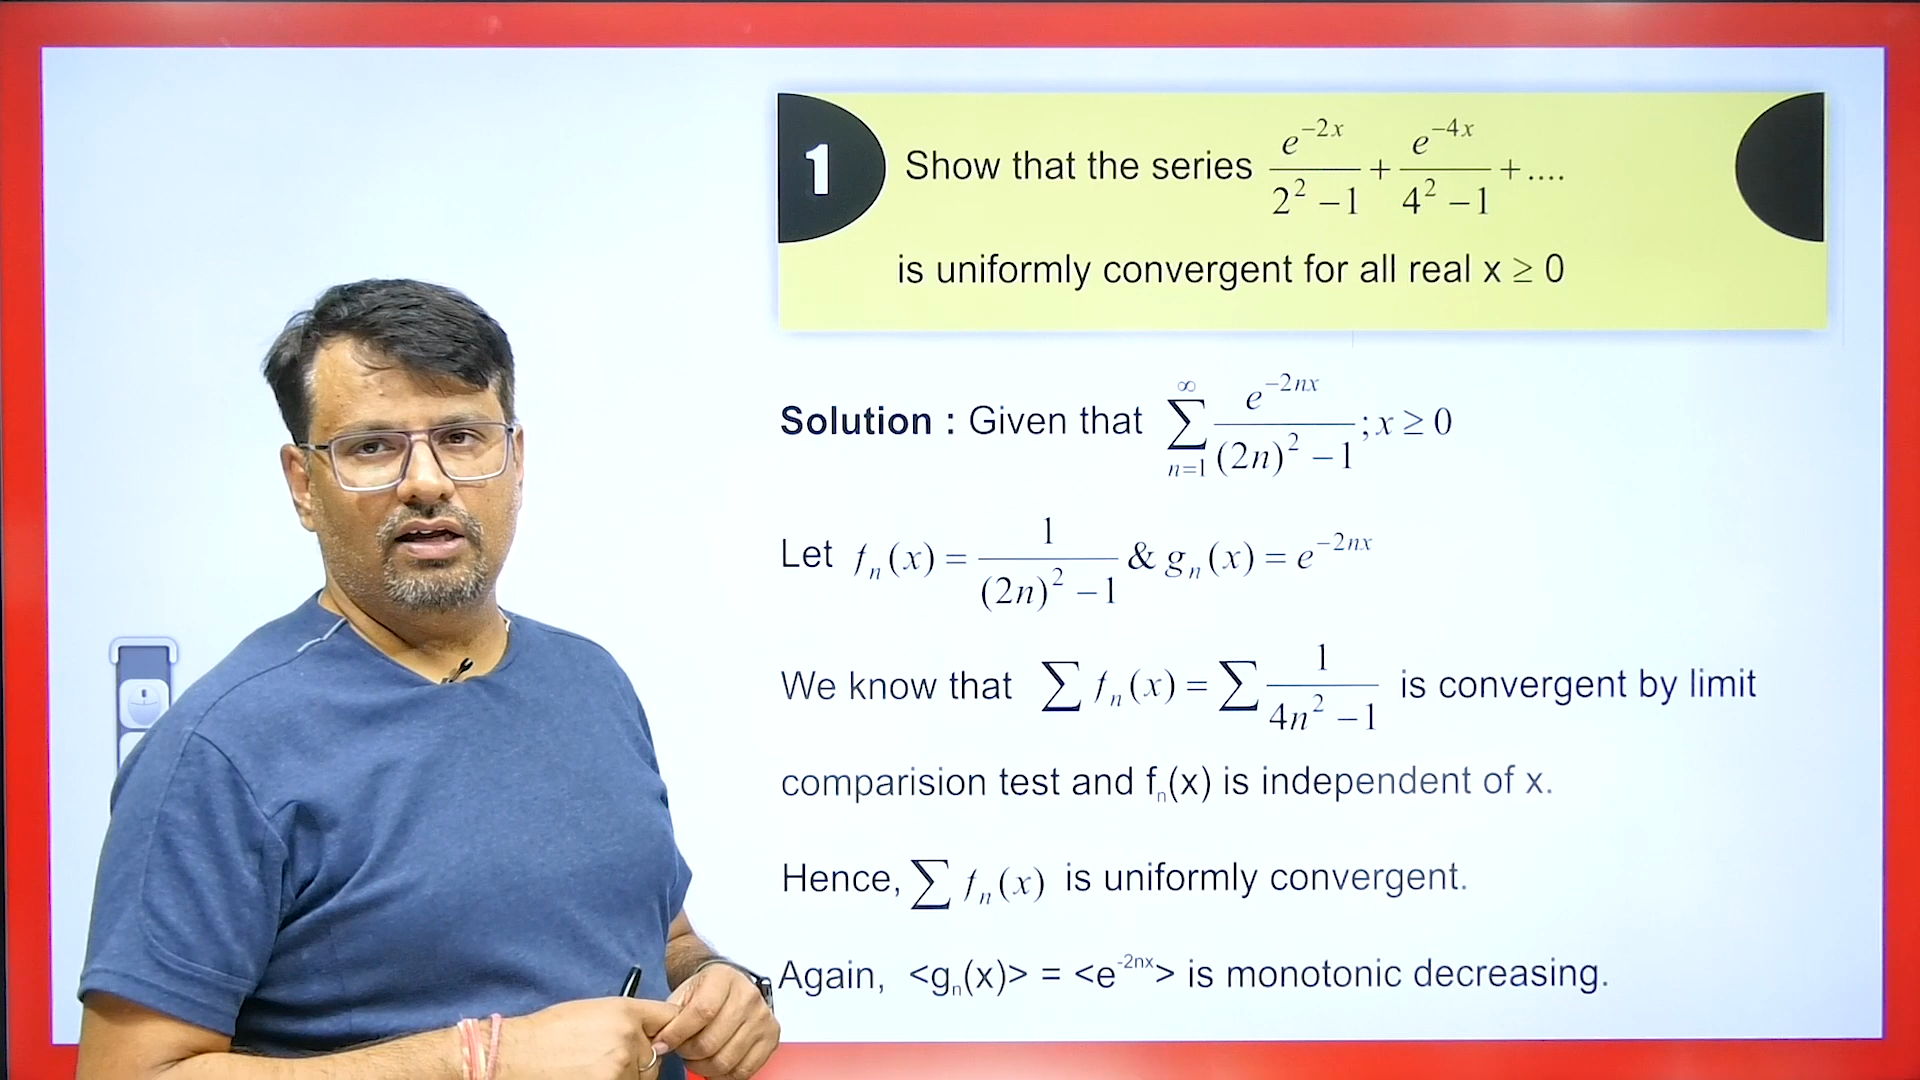 1
Show that the series e^{-2x}/(2^2 – 1) + e^{-4x}/(4^2 – 1) + ....
is uniformly convergent for all real x ≥ 0
Solution : Given that ∑_{n=1}^{∞} e^{-2nx}/((2n)^2 – 1) ; x ≥ 0
Let f_n(x) = 1/((2n)^2 – 1) & g_n(x) = e^{-2nx}
We know that ∑ f_n(x) = ∑ 1/(4n^2 – 1) is convergent by limit
comparision test and f_n(x) is independent of x.
Hence, ∑ f_n(x) is uniformly convergent.
Again, <g_n(x)> = <e^{-2nx}> is monotonic decreasing.